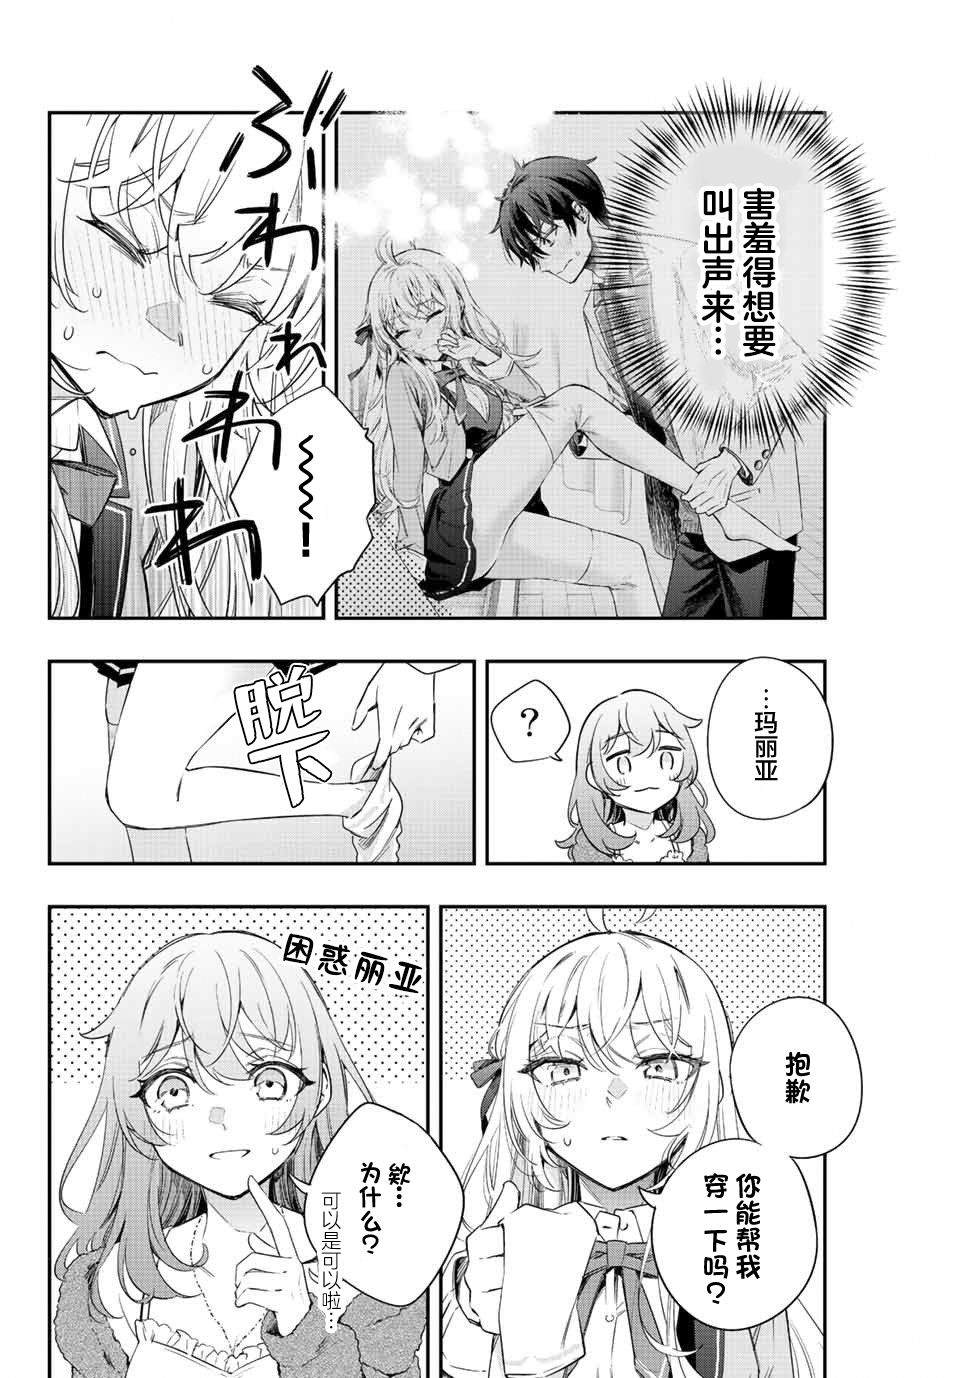 害羞得想要
叫出声来…
ぷ
わ
わ
わ
わ
〜〜〜!
…玛丽亚
?
脱
下
抱歉
你能帮我
穿一下吗?
困惑丽亚
欸…
为什么?
可以是可以啦…